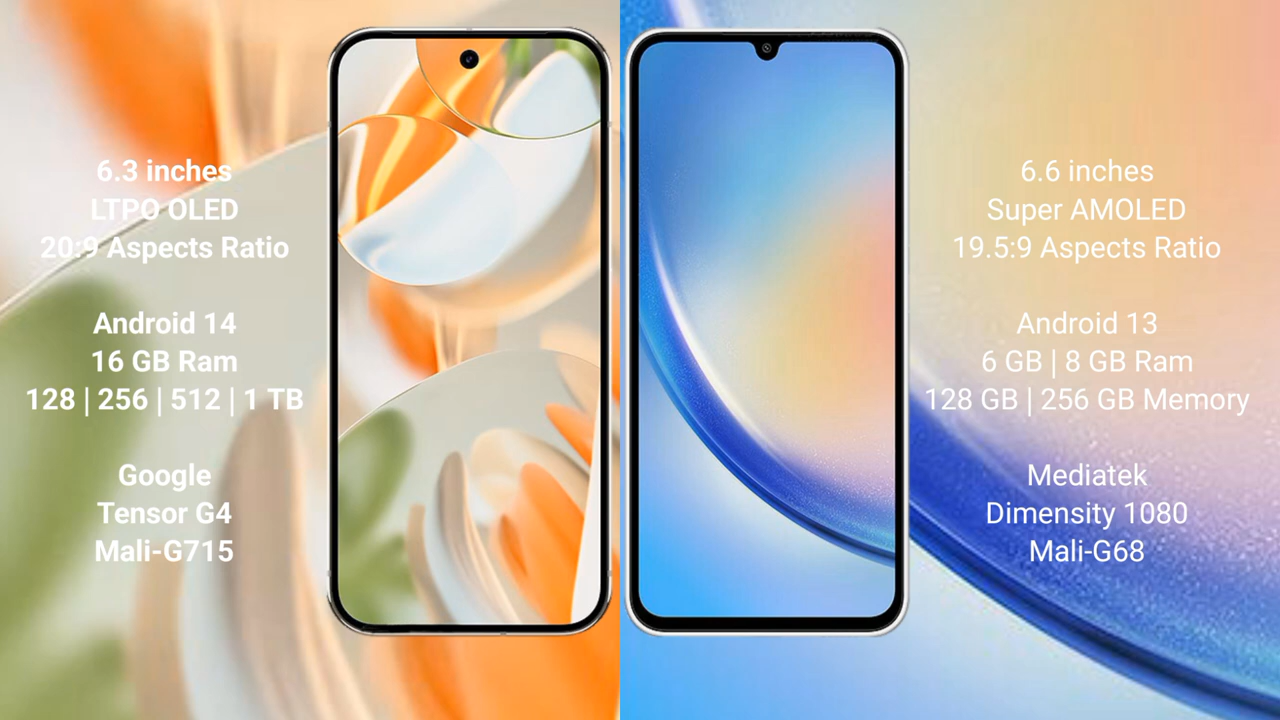 6.3 inches
LTPO OLED
20:9 Aspects Ratio
Android 14
16 GB Ram
128 | 256 | 512 | 1 TB
Google
Tensor G4
Mali-G715
6.6 inches
Super AMOLED
19.5:9 Aspects Ratio
Android 13
6 GB | 8 GB Ram
128 GB | 256 GB Memory
Mediatek
Dimensity 1080
Mali-G68